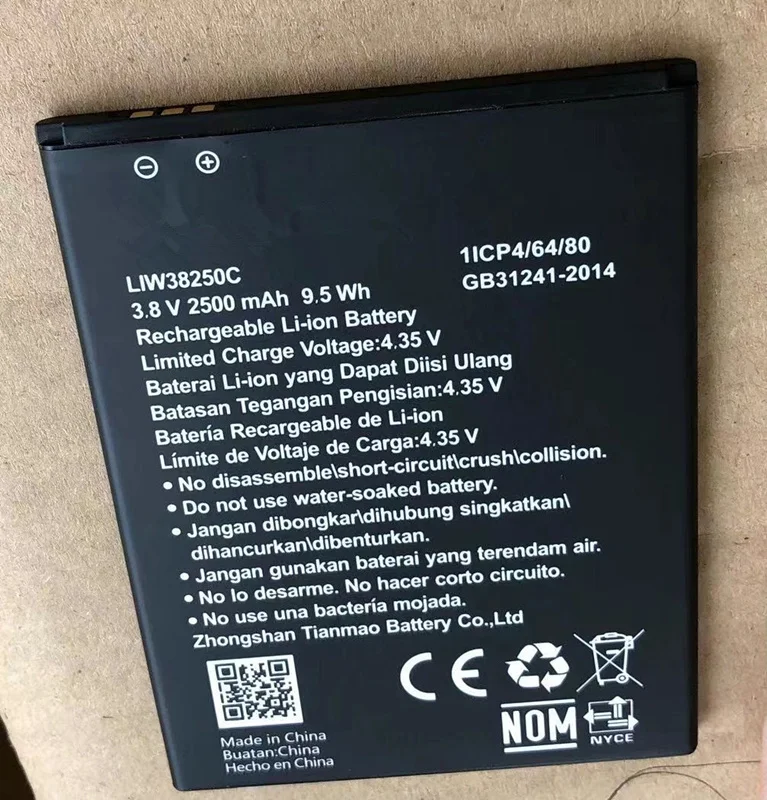 LIW38250C
3.8 V 2500 mAh 9.5 Wh
1ICP4/64/80
GB31241-2014
Rechargeable Li-ion Battery
Limited Charge Voltage:4.35 V
Baterai Li-ion yang Dapat Diisi Ulang
Batasan Tegangan Pengisian:4.35 V
Batería Recargeable de Li-ion
Límite de Voltaje de Carga:4.35 V
• No disassemble\short-circuit\crush\collision.
• Do not use water-soaked battery.
• Jangan dibongkar\dihubung singkatkan\
dihancurkan\dibenturkan.
• Jangan gunakan baterai yang terendam air.
• No lo desarme. No hacer corto circuito.
• No use una bactería mojada.
Zhongshan Tianmao Battery Co.,Ltd
CE
NOM
NYCE
Made in China
Buatan:China
Hecho en China